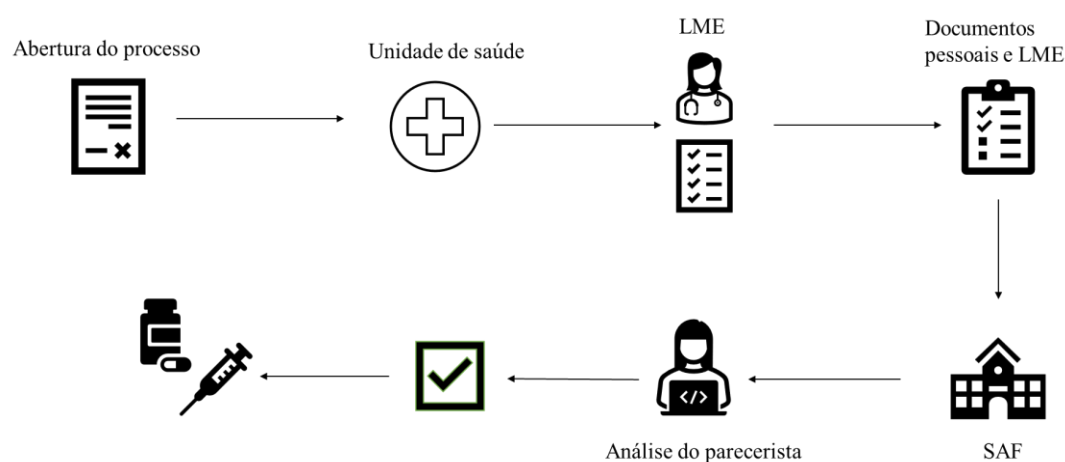 Abertura do processo
Unidade de saúde
LME
Documentos
pessoais e LME
</>
Análise do parecerista
SAF